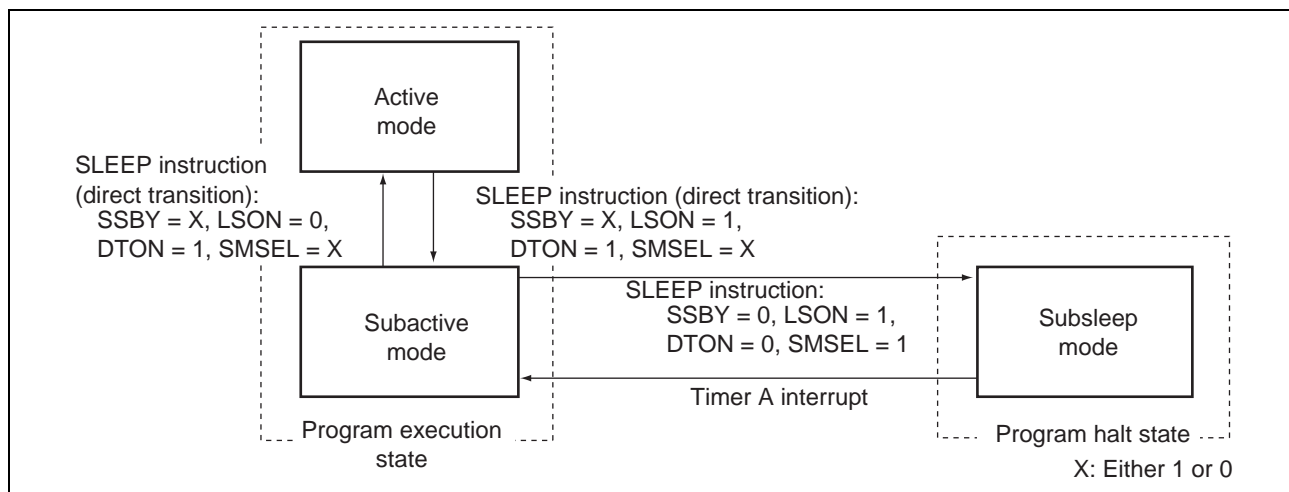 Active
mode
SLEEP instruction
(direct transition):
SSBY = X, LSON = 0,
DTON = 1, SMSEL = X
SLEEP instruction (direct transition):
SSBY = X, LSON = 1,
DTON = 1, SMSEL = X
Subactive
mode
SLEEP instruction:
SSBY = 0, LSON = 1,
DTON = 0, SMSEL = 1
Subsleep
mode
Timer A interrupt
Program execution
state
Program halt state
X: Either 1 or 0